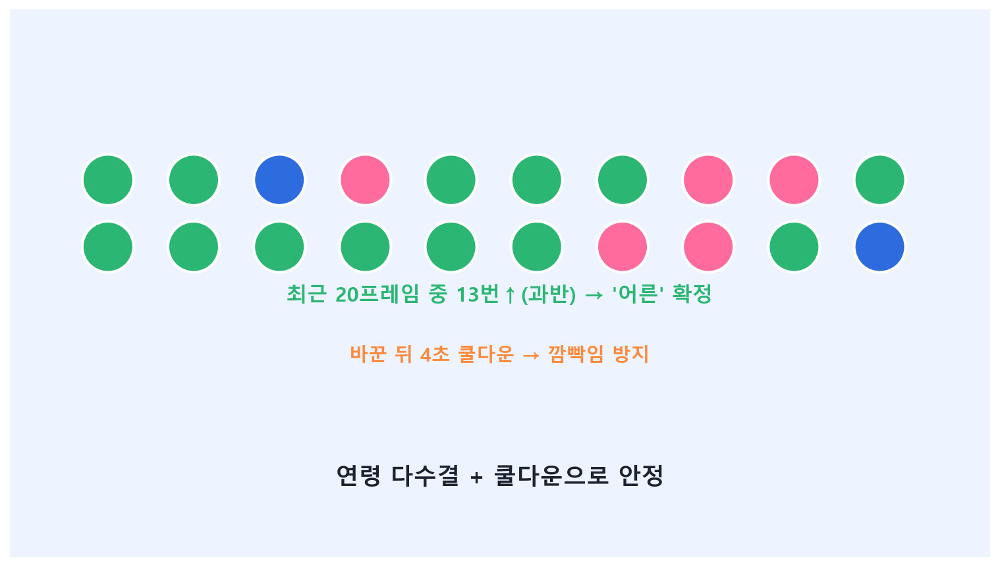 최근 20프레임 중 13번↑(과반) → '어른' 확정
바꾼 뒤 4초 쿨다운 → 깜빡임 방지
연령 다수결 + 쿨다운으로 안정